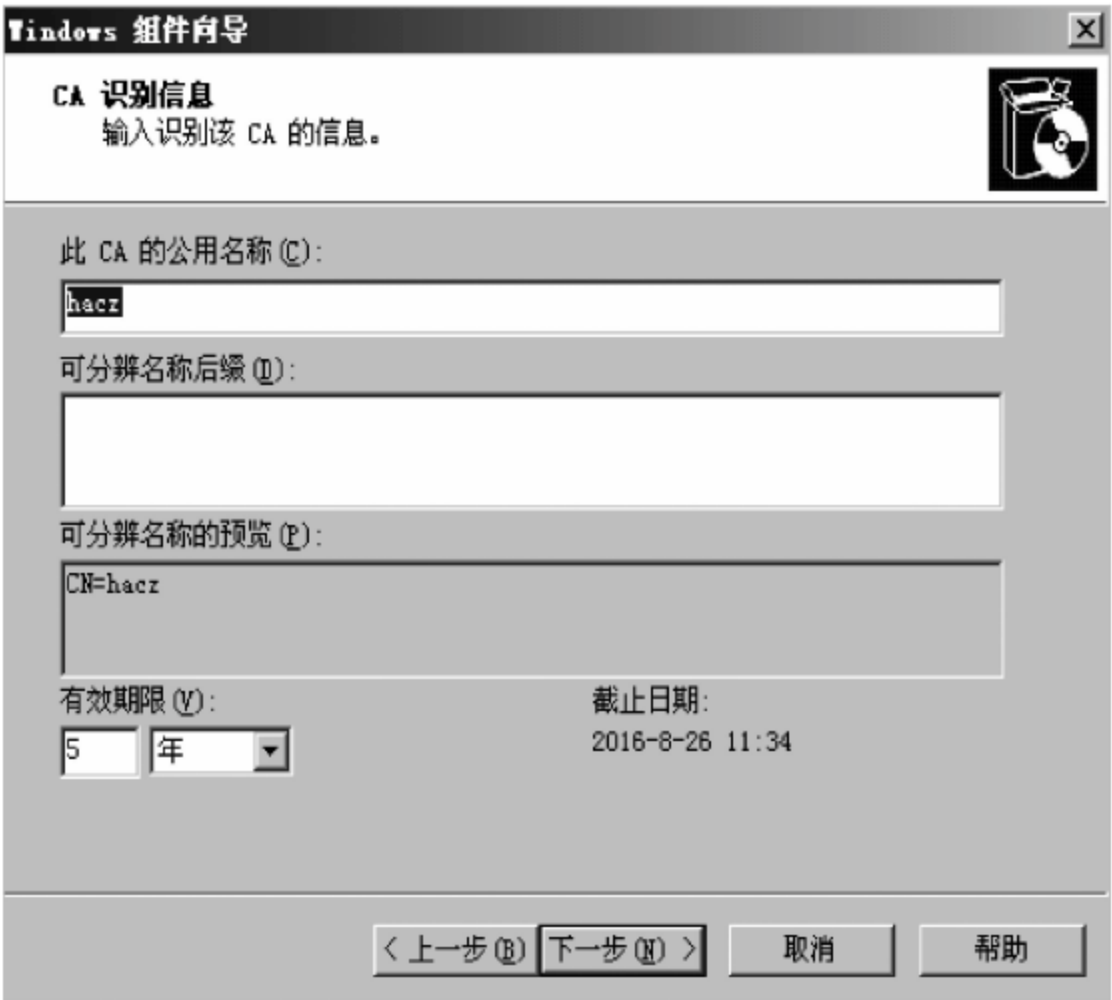 Windows 组件向导
CA 识别信息
输入识别该 CA 的信息。
此 CA 的公用名称(C):
hacz
可分辨名称后缀(D):
可分辨名称的预览(P):
CN=hacz
有效期限(V):
截止日期:
5 年
2016-8-26 11:34
< 上一步(B) 下一步(N) > 取消 帮助